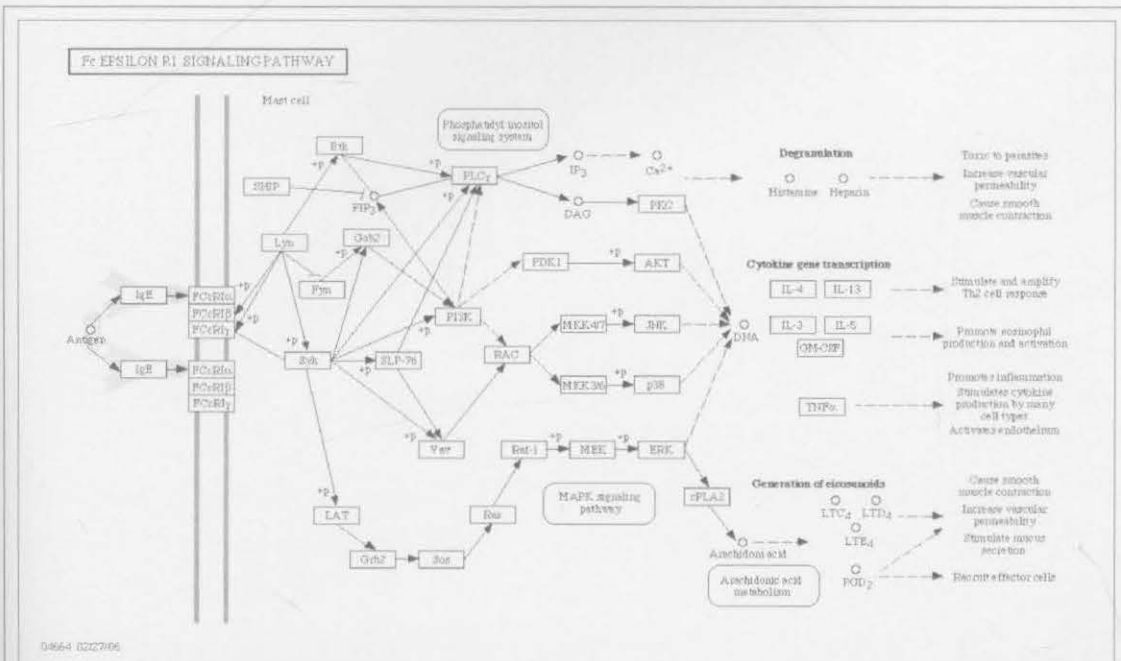 Fc EPSILON RI SIGNALING PATHWAY
Mast cell
Phosphatidyl inositol
signaling system
Btk
+p
+p
SHIP
PIP3
PLCγ
+p
IP3
Ca2+
DAG
PKC
Degranulation
Histamine
Heparin
Toxic to parasites
Increase vascular
permeability
Cause smooth
muscle contraction
Lyn
Gab2
+p
Fyn
+p
+p
+p
PI3K
+p
PDK1
+p
AKT
Cytokine gene transcription
IL-4
IL-13
Stimulate and amplify
Th2 cell response
Antigen
IgE
FCεRIα
FCεRIβ
FCεRIγ
IgE
FCεRIα
FCεRIβ
FCεRIγ
Syk
+p
SLP-76
RAC
MEK4/7
+p
JNK
MEK3/6
+p
p38
DNA
IL-3
IL-5
GM-CSF
Promote eosinophil
production and activation
TNFα
Promotes inflammation
Stimulates cytokine
production by many
cell types
Activates endothelium
+p
Vav
Raf-1
+p
MEK
+p
ERK
MAPK signaling
pathway
+p
LAT
Grb2
Sos
Ras
cPLA2
Arachidoni acid
Arachidonic acid
metabolism
Generation of eicosanoids
LTC4
LTD4
LTE4
PGD2
Cause smooth
muscle contraction
Increase vascular
permeability
Stimulate mucus
secretion
Recruit effector cells
04664 02/27/06